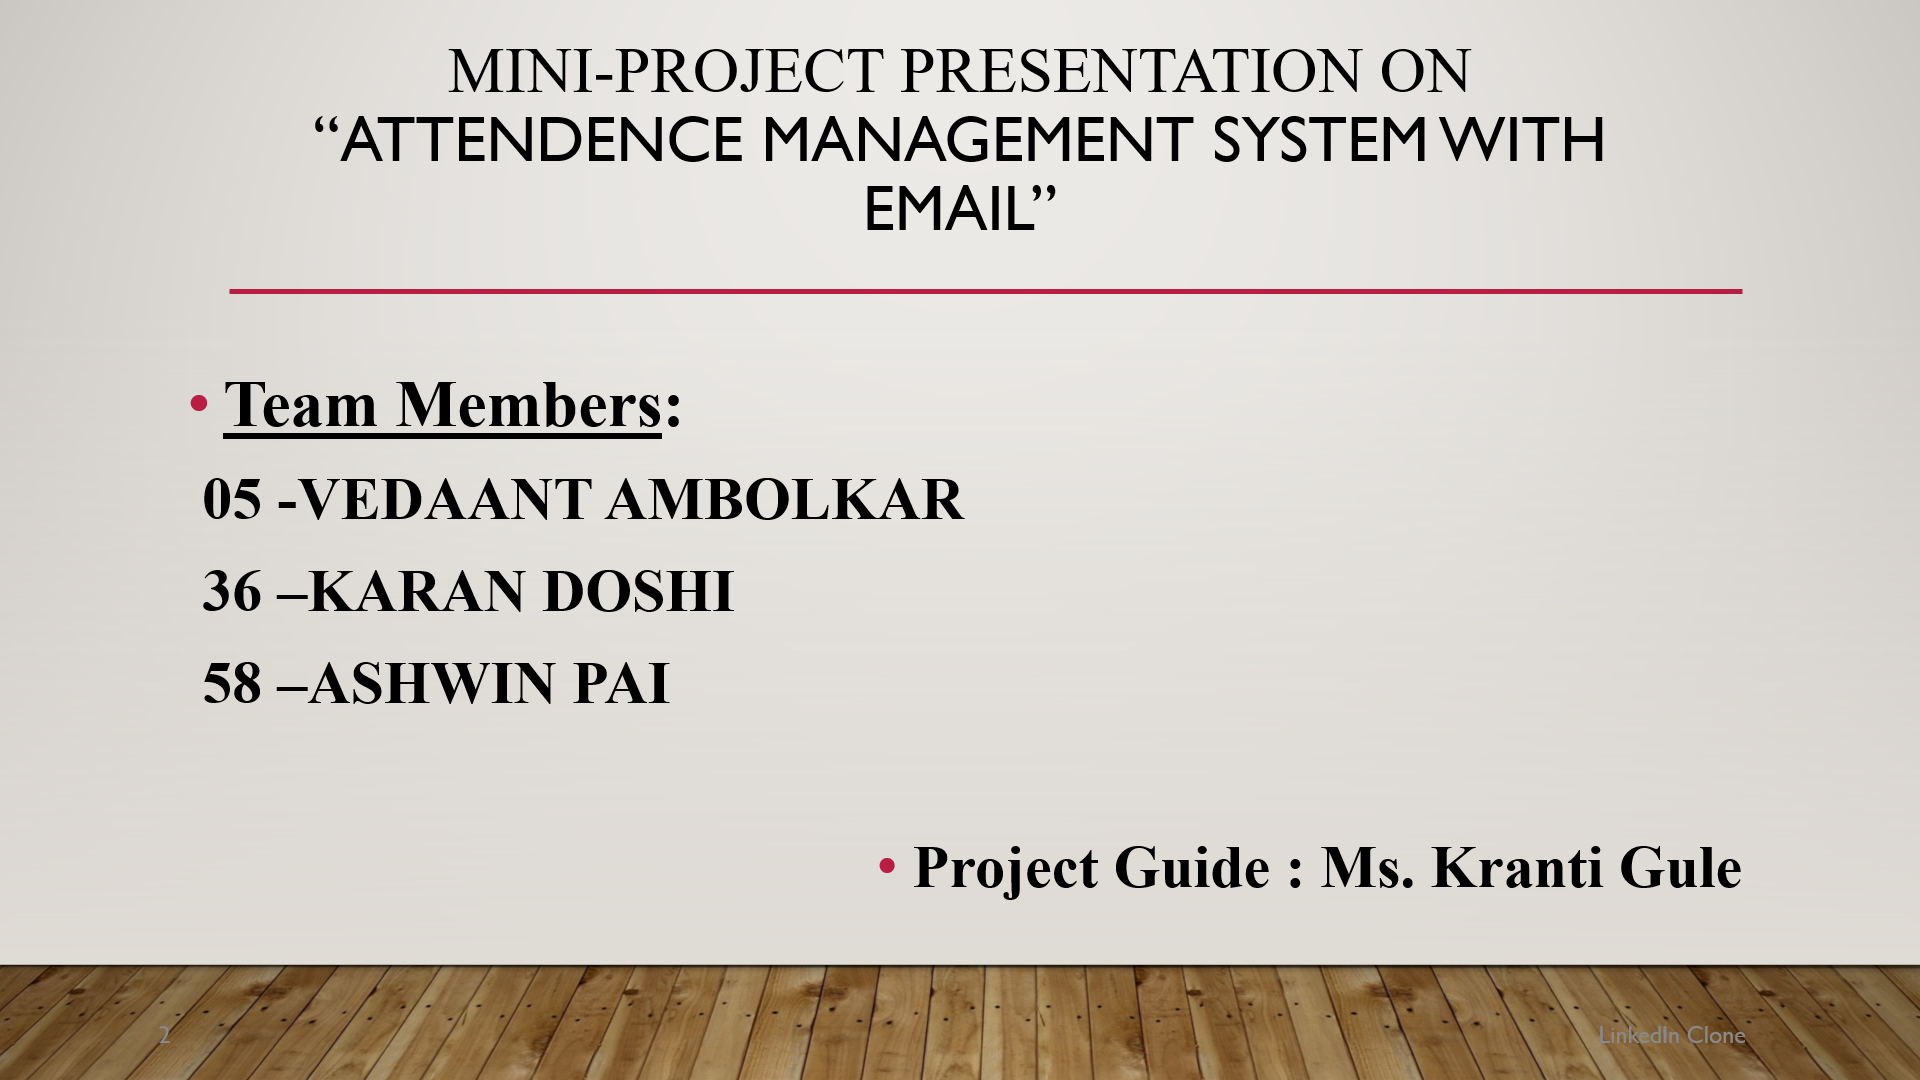 MINI-PROJECT PRESENTATION ON
“ATTENDENCE MANAGEMENT SYSTEM WITH
EMAIL”
• Team Members:
05 -VEDAANT AMBOLKAR
36 –KARAN DOSHI
58 –ASHWIN PAI
• Project Guide : Ms. Kranti Gule
2
LinkedIn Clone